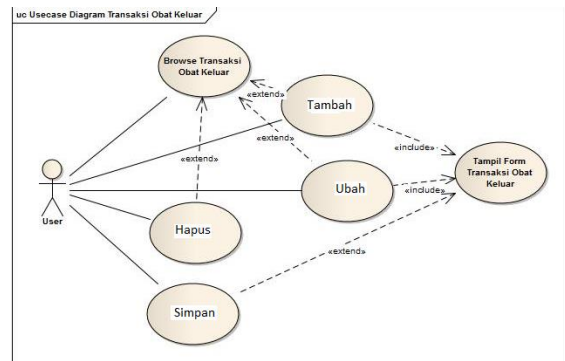 uc Usecase Diagram Transaksi Obat Keluar
Browse Transaksi
Obat Keluar
«extend»
Tambah
«extend»
«include»
«extend»
Tampil Form
Transaksi Obat
Keluar
Ubah
«include»
User
Hapus
«extend»
Simpan